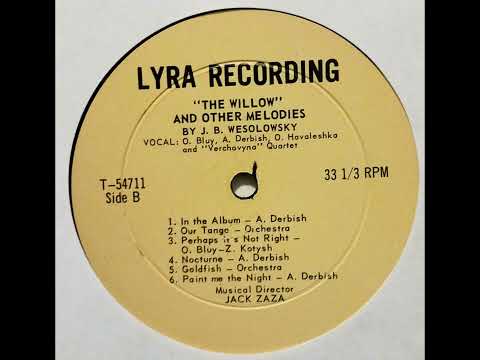 LYRA RECORDING
"THE WILLOW"
AND OTHER MELODIES
BY J. B. WESOLOWSKY
VOCAL: O. Bluy, A. Derbish, O. Havaleshka
and "Verchovyna" Quartet
T-54711 33 1/3 RPM
Side B
1. In the Album – A. Derbish
2. Our Tango – Orchestra
3. Perhaps it's Not Right –
O. Bluy–Z. Kotysh
4. Nocturne – A. Derbish
5. Goldfish – Orchestra
6. Paint me the Night – A. Derbish
Musical Director
JACK ZAZA